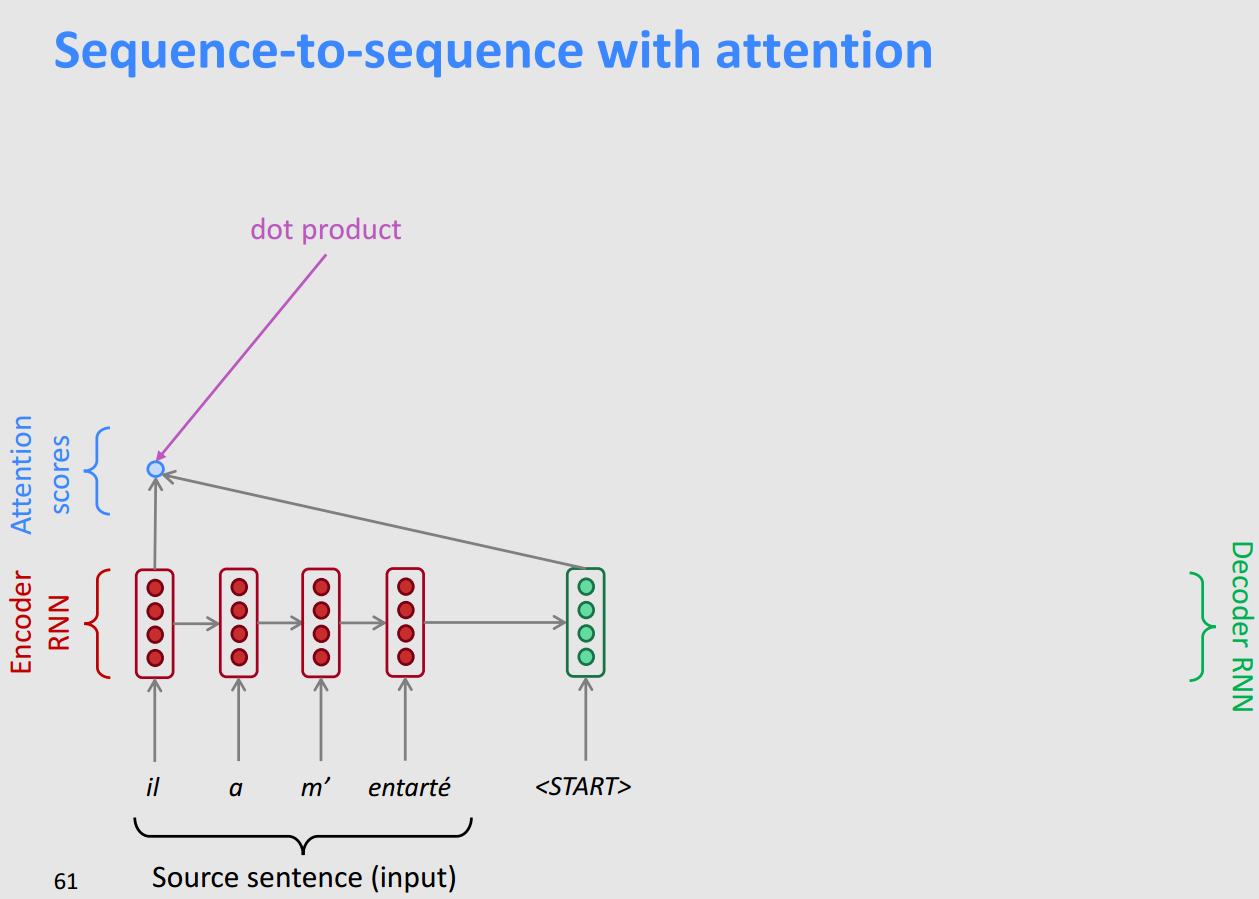 Sequence-to-sequence with attention
dot product
Attention
scores
Encoder
RNN
Decoder RNN
il
a
m’
entarté
<START>
Source sentence (input)
61